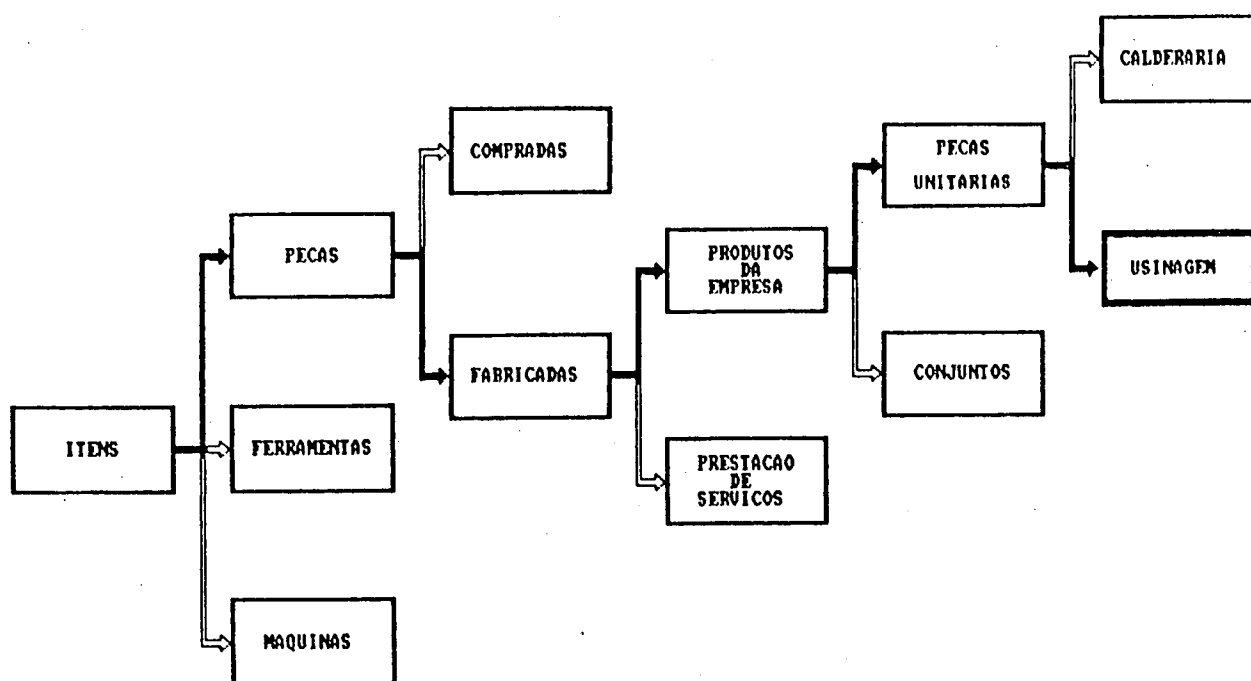 CALDERARIA
COMPRADAS
PECAS
UNITARIAS
PECAS
PRODUTOS
DA
EMPRESA
USINAGEM
FABRICADAS
CONJUNTOS
ITENS
FERRAMENTAS
PRESTACAO
DE
SERVICOS
MAQUINAS